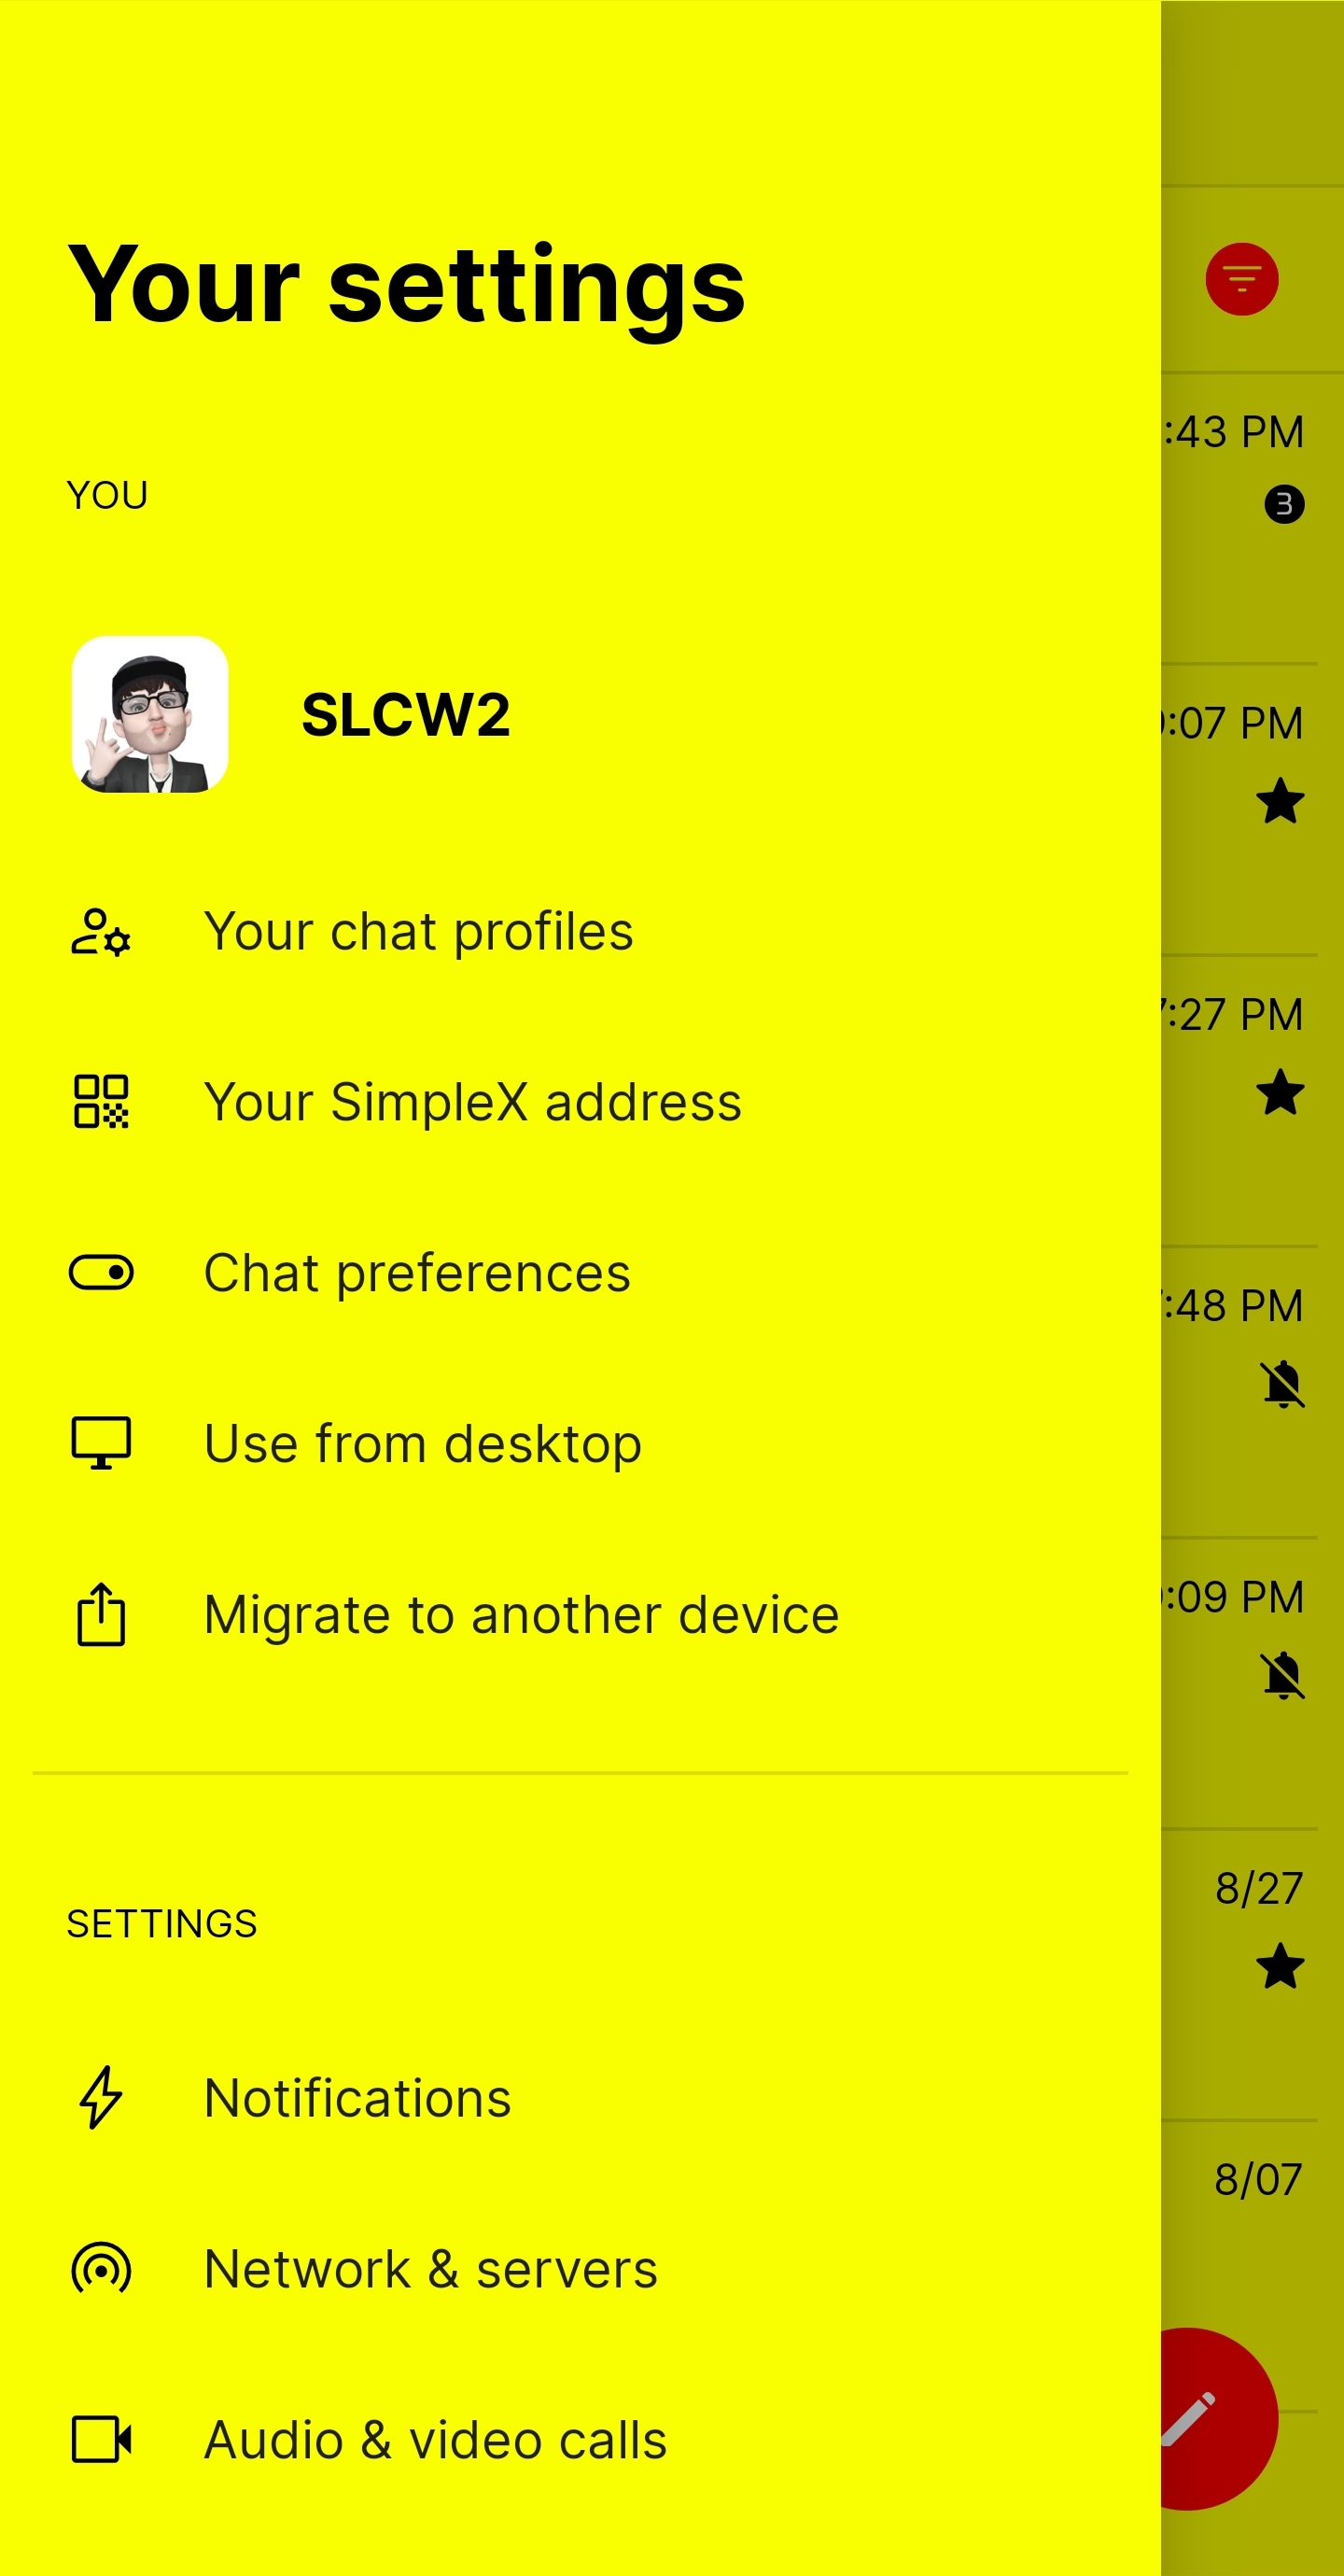 Your settings
YOU
SLCW2
Your chat profiles
Your SimpleX address
Chat preferences
Use from desktop
Migrate to another device
SETTINGS
Notifications
Network & servers
Audio & video calls
:43 PM
3
:07 PM
:27 PM
:48 PM
:09 PM
8/27
8/07